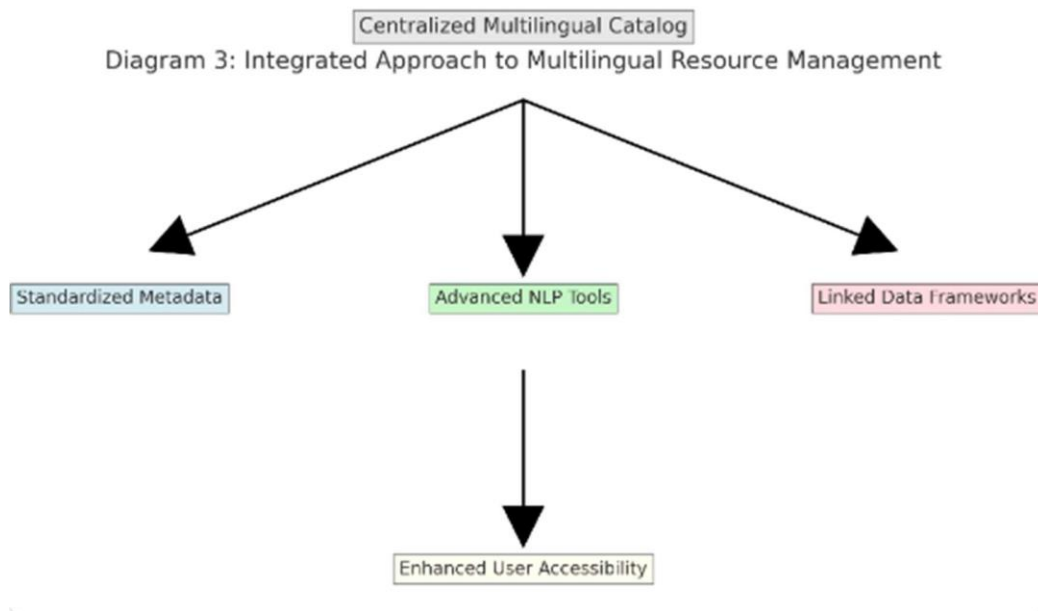 Centralized Multilingual Catalog
Diagram 3: Integrated Approach to Multilingual Resource Management
Standardized Metadata
Advanced NLP Tools
Linked Data Frameworks
Enhanced User Accessibility